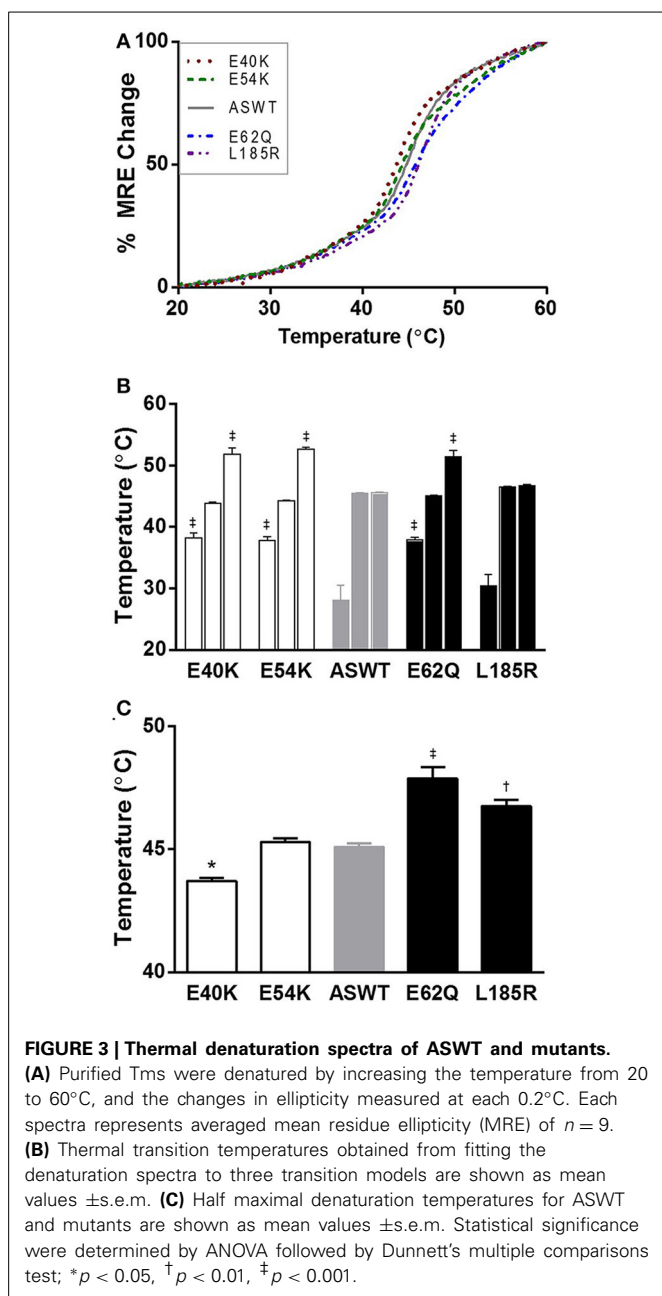 A
100
E40K
E54K
ASWT
E62Q
L185R
% MRE Change
50
0
20
30
40
50
60
Temperature (°C)
B
60
50
40
30
20
Temperature (°C)
‡
‡
‡
‡
‡
‡
E40K
E54K
ASWT
E62Q
L185R
C
50
45
40
Temperature (°C)
*
‡
†
E40K
E54K
ASWT
E62Q
L185R
FIGURE 3 | Thermal denaturation spectra of ASWT and mutants.
(A) Purified Tms were denatured by increasing the temperature from 20
to 60°C, and the changes in ellipticity measured at each 0.2°C. Each
spectra represents averaged mean residue ellipticity (MRE) of n = 9.
(B) Thermal transition temperatures obtained from fitting the
denaturation spectra to three transition models are shown as mean
values ±s.e.m. (C) Half maximal denaturation temperatures for ASWT
and mutants are shown as mean values ±s.e.m. Statistical significance
were determined by ANOVA followed by Dunnett's multiple comparisons
test; *p < 0.05, †p < 0.01, ‡p < 0.001.